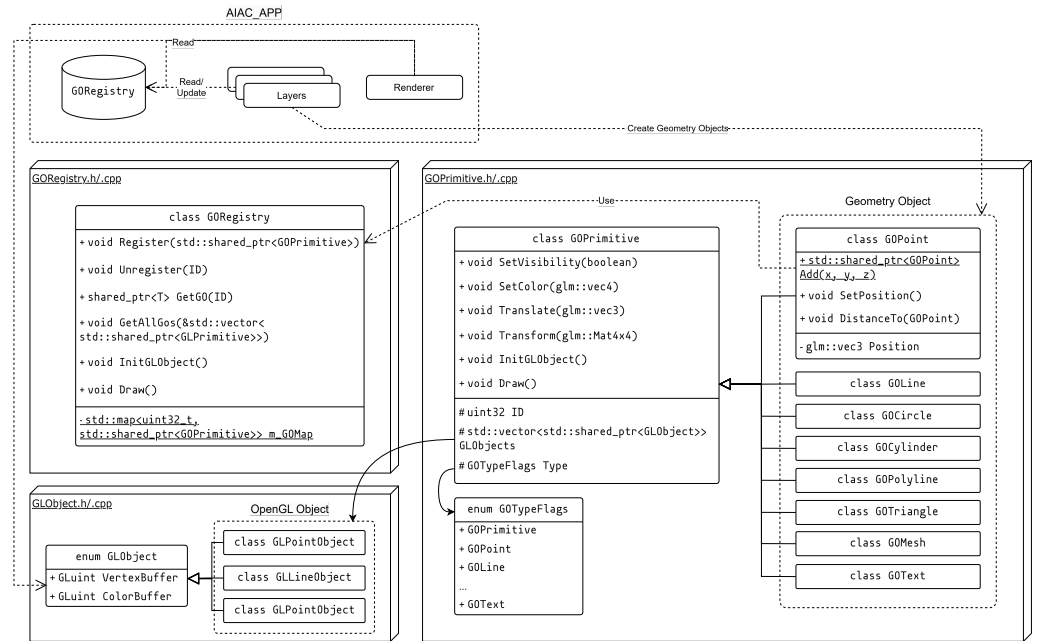 AIAC_APP
Read
GORegistry
Read/
Update
Layers
Renderer
Create Geometry Objects
GORegistry.h/.cpp
class GORegistry
+ void Register(std::shared_ptr<GOPrimitive>)
+ void Unregister(ID)
+ shared_ptr<T> GetGO(ID)
+ void GetAllGos(&std::vector<
std::shared_ptr<GLPrimitive>>)
+ void InitGLObject()
+ void Draw()
- std::map<uint32_t,
std::shared_ptr<GOPrimitive>> m_GOMap
GOPrimitive.h/.cpp
Use
class GOPrimitive
+ void SetVisibility(boolean)
+ void SetColor(glm::vec4)
+ void Translate(glm::vec3)
+ void Transform(glm::Mat4x4)
+ void InitGLObject()
+ void Draw()
# uint32 ID
# std::vector<std::shared_ptr<GLObject>>
GLObjects
# GOTypeFlags Type
enum GOTypeFlags
+ GOPrimitive
+ GOPoint
+ GOLine
...
+ GOText
Geometry Object
class GOPoint
+ std::shared_ptr<GOPoint>
Add(x, y, z)
+ void SetPosition()
+ void DistanceTo(GOPoint)
- glm::vec3 Position
class GOLine
class GOCircle
class GOCylinder
class GOPolyline
class GOTriangle
class GOMesh
class GOText
GLObject.h/.cpp
OpenGL Object
enum GLObject
+ GLuint VertexBuffer
+ GLuint ColorBuffer
class GLPointObject
class GLLineObject
class GLPointObject